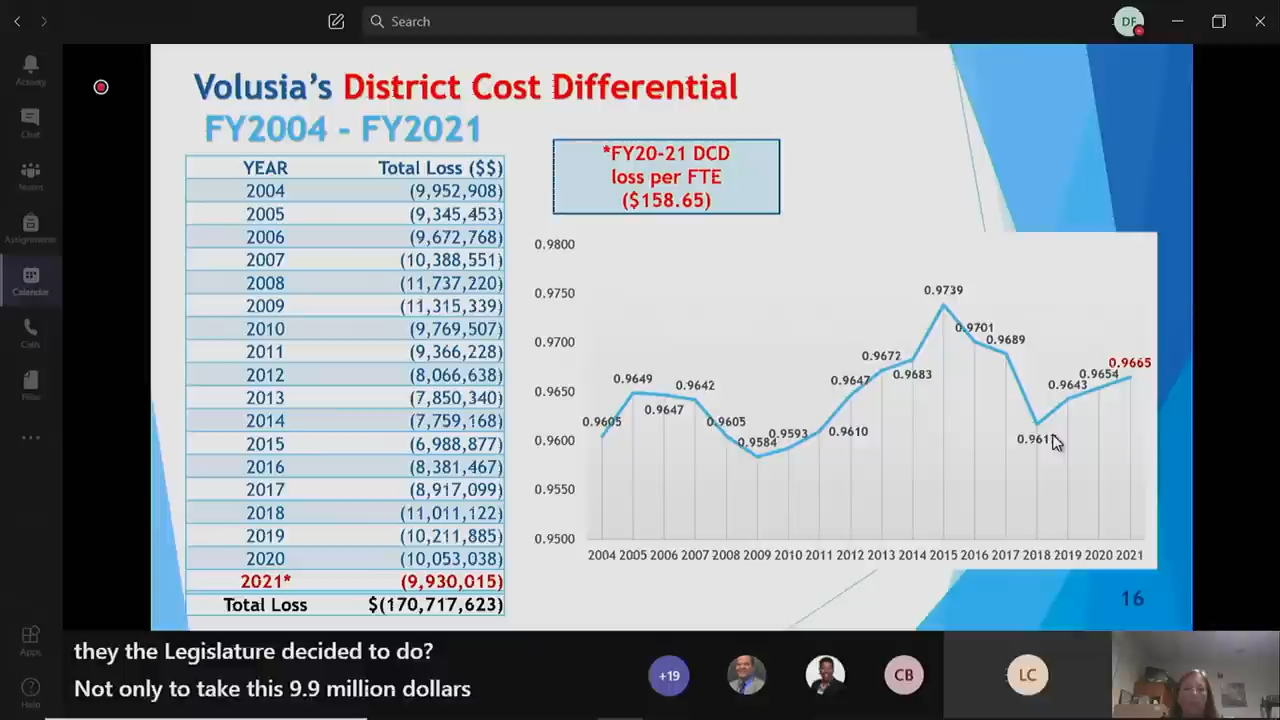 Search
DF
Activity
Chat
Teams
Assignments
Calendar
Calls
Files
Apps
Help
Volusia's District Cost Differential
FY2004 - FY2021
YEAR Total Loss ($$)
2004 (9,952,908)
2005 (9,345,453)
2006 (9,672,768)
2007 (10,388,551)
2008 (11,737,220)
2009 (11,315,339)
2010 (9,769,507)
2011 (9,366,228)
2012 (8,066,638)
2013 (7,850,340)
2014 (7,759,168)
2015 (6,988,877)
2016 (8,381,467)
2017 (8,917,099)
2018 (11,011,122)
2019 (10,211,885)
2020 (10,053,038)
2021* (9,930,015)
Total Loss $(170,717,623)
*FY20-21 DCD
loss per FTE
($158.65)
0.9800
0.9750
0.9700
0.9650
0.9600
0.9550
0.9500
0.9605
0.9649
0.9647
0.9642
0.9605
0.9584
0.9593
0.9610
0.9647
0.9672
0.9683
0.9739
0.9701
0.9689
0.9643
0.9654
0.9665
2004 2005 2006 2007 2008 2009 2010 2011 2012 2013 2014 2015 2016 2017 2018 2019 2020 2021
16
they the Legislature decided to do?
Not only to take this 9.9 million dollars
+19
CB
LC